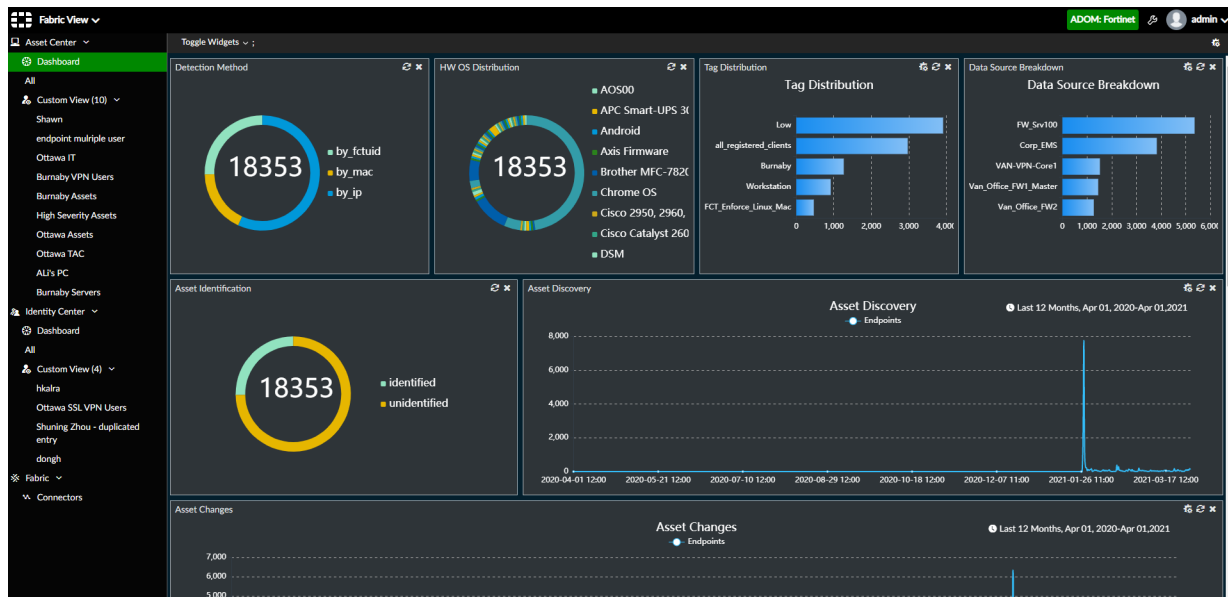 Fabric View
ADOM: Fortinet
admin
Asset Center
Dashboard
All
Custom View (10)
Shawn
endpoint mulriple user
Ottawa IT
Burnaby VPN Users
Burnaby Assets
High Severity Assets
Ottawa Assets
Ottawa TAC
ALi's PC
Burnaby Servers
Identity Center
Dashboard
All
Custom View (4)
hkalra
Ottawa SSL VPN Users
Shuning Zhou - duplicated
entry
dongh
Fabric
Connectors
Toggle Widgets ;
Detection Method
18353
by_fctuid
by_mac
by_ip
HW OS Distribution
18353
AOS00
APC Smart-UPS 30
Android
Axis Firmware
Brother MFC-7820
Chrome OS
Cisco 2950, 2960,
Cisco Catalyst 260
DSM
Tag Distribution
Tag Distribution
Low
all_registered_clients
Burnaby
Workstation
FCT_Enforce_Linux_Mac
0 1,000 2,000 3,000 4,00
Data Source Breakdown
Data Source Breakdown
FW_Srv100
Corp_EMS
VAN-VPN-Core1
Van_Office_FW1_Master
Van_Office_FW2
0 1,000 2,000 3,000 4,000 5,000 6,00
Asset Identification
18353
identified
unidentified
Asset Discovery
Asset Discovery
Endpoints
Last 12 Months, Apr 01, 2020-Apr 01,2021
8,000
6,000
4,000
2,000
0
2020-04-01 12:00 2020-05-21 12:00 2020-07-10 12:00 2020-08-29 12:00 2020-10-18 12:00 2020-12-07 11:00 2021-01-26 11:00 2021-03-17 12:00
Asset Changes
Asset Changes
Endpoints
Last 12 Months, Apr 01, 2020-Apr 01,2021
7,000
6,000
5,000